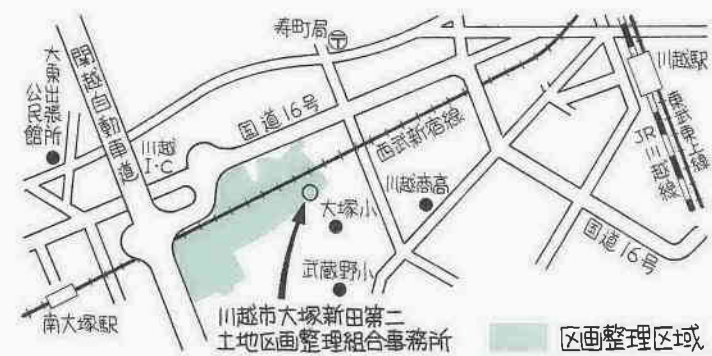 寿町局
〒
大東出張所
公民館
関越自動車道
川越
I・C
国道16号
西武新宿線
川越駅
東武東上線
JR川越線
川越商高
大塚小
武蔵野小
国道16号
南大塚駅
川越市大塚新田第二
土地区画整理組合事務所
区画整理区域